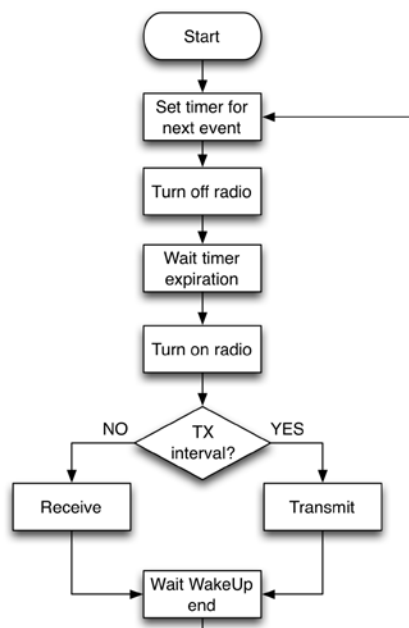 Start
Set timer for
next event
Turn off radio
Wait timer
expiration
Turn on radio
TX
interval?
NO
YES
Receive
Transmit
Wait WakeUp
end